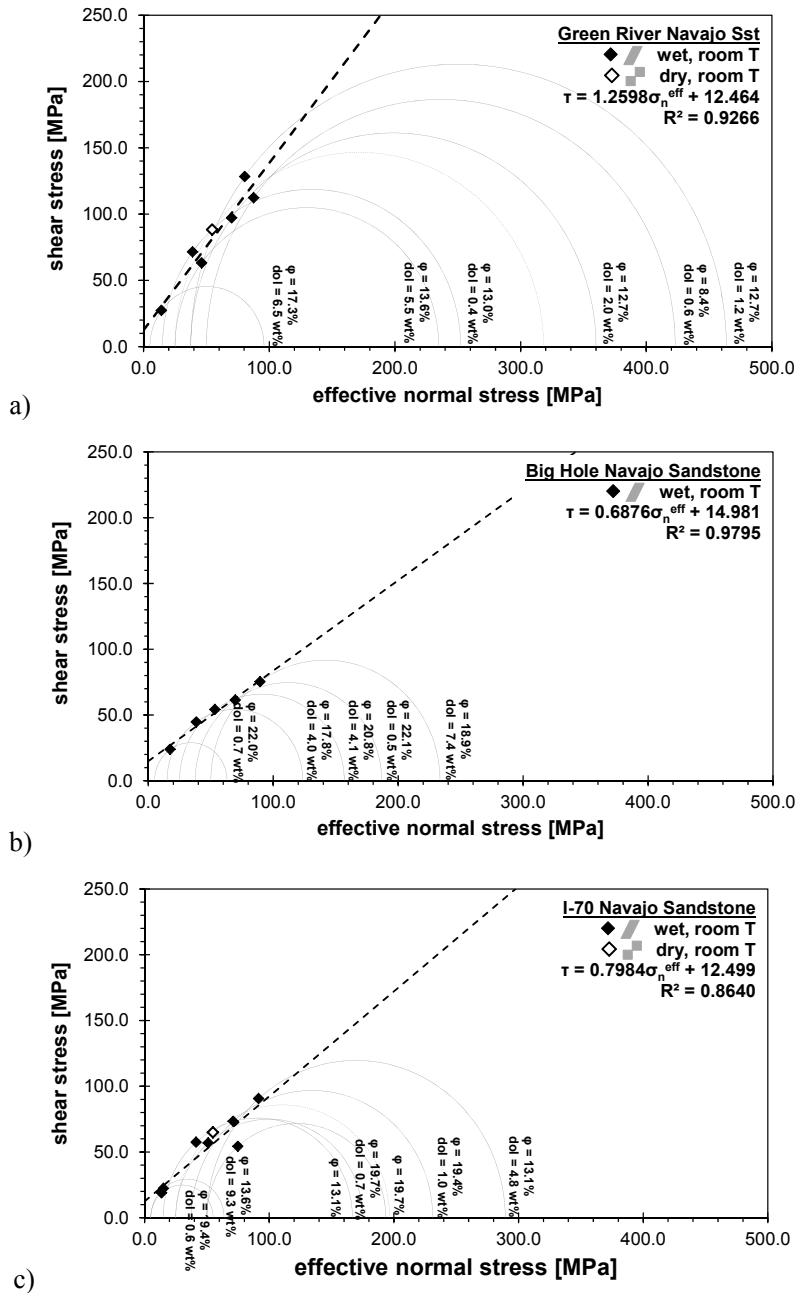 250.0
200.0
150.0
100.0
50.0
0.0
shear stress [MPa]
Green River Navajo Sst
wet, room T
dry, room T
τ = 1.2598σₙᵉᶠᶠ + 12.464
R² = 0.9266
φ = 17.3%
dol = 6.5 wt%
φ = 13.6%
dol = 5.5 wt%
φ = 13.0%
dol = 0.4 wt%
φ = 12.7%
dol = 2.0 wt%
φ = 8.4%
dol = 0.6 wt%
φ = 12.7%
dol = 1.2 wt%
0.0 100.0 200.0 300.0 400.0 500.0
effective normal stress [MPa]
a)
250.0
200.0
150.0
100.0
50.0
0.0
shear stress [MPa]
Big Hole Navajo Sandstone
wet, room T
τ = 0.6876σₙᵉᶠᶠ + 14.981
R² = 0.9795
φ = 22.0%
dol = 0.7 wt%
φ = 17.8%
dol = 4.0 wt%
φ = 20.8%
dol = 4.1 wt%
φ = 22.1%
dol = 0.5 wt%
φ = 18.9%
dol = 7.4 wt%
0.0 100.0 200.0 300.0 400.0 500.0
effective normal stress [MPa]
b)
250.0
200.0
150.0
100.0
50.0
0.0
shear stress [MPa]
I-70 Navajo Sandstone
wet, room T
dry, room T
τ = 0.7984σₙᵉᶠᶠ + 12.499
R² = 0.8640
φ = 19.4%
dol = 0.6 wt%
φ = 13.6%
dol = 9.3 wt%
φ = 13.1%
φ = 19.7%
dol = 0.7 wt%
φ = 19.7%
φ = 19.4%
dol = 1.0 wt%
φ = 13.1%
dol = 4.8 wt%
0.0 100.0 200.0 300.0 400.0 500.0
effective normal stress [MPa]
c)